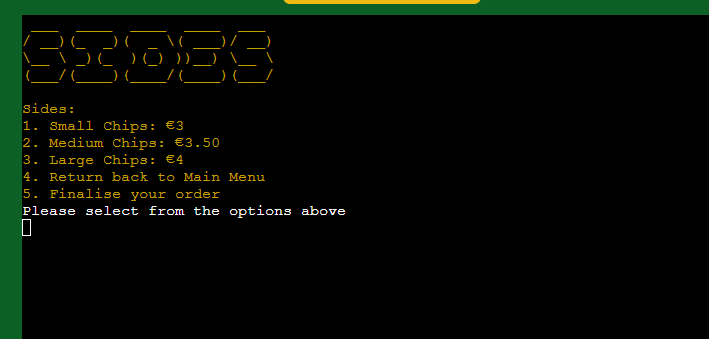 SIDES
Sides:
1. Small Chips: €3
2. Medium Chips: €3.50
3. Large Chips: €4
4. Return back to Main Menu
5. Finalise your order
Please select from the options above